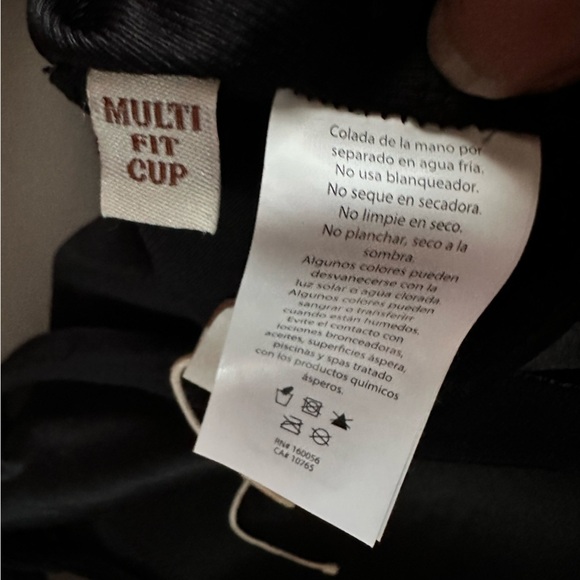 MULTI
FIT
CUP
Colada de la mano por
separado en agua fria.
No usa blanqueador.
No seque en secadora.
No limpie en seco.
No planchar, seco a la
sombra.
Algunos colores pueden
desvanecerse con la
luz solar o agua clorada.
Algunos colores pueden
sangrar o transferirr
cuando están humedos.
Evite el contacto con
lociones bronceadoras,
aceites, superficies áspera,
piscinas y spas tratado
con los productos químicos
ásperos.
RN# 160056
CA# 10765